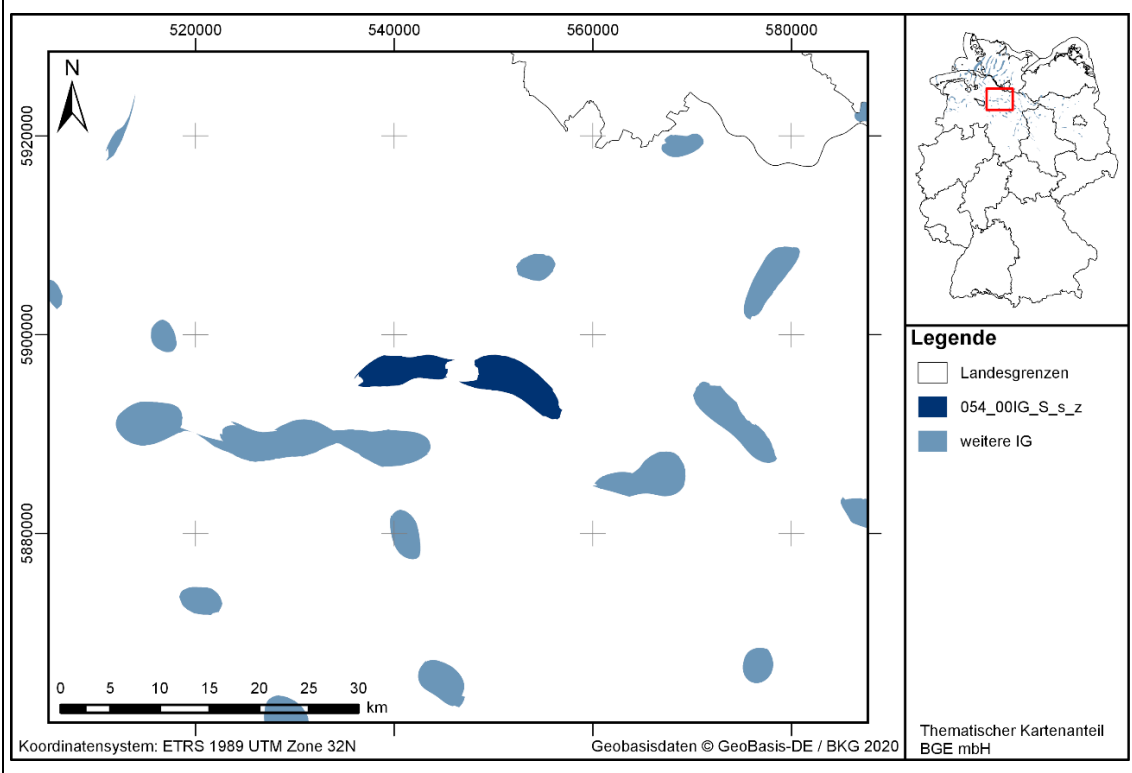 520000 540000 560000 580000
N
5920000
5900000
5880000
0 5 10 15 20 25 30
km
Koordinatensystem: ETRS 1989 UTM Zone 32N
Geobasisdaten © GeoBasis-DE / BKG 2020
Legende
Landesgrenzen
054_00IG_S_s_z
weitere IG
Thematischer Kartenanteil
BGE mbH